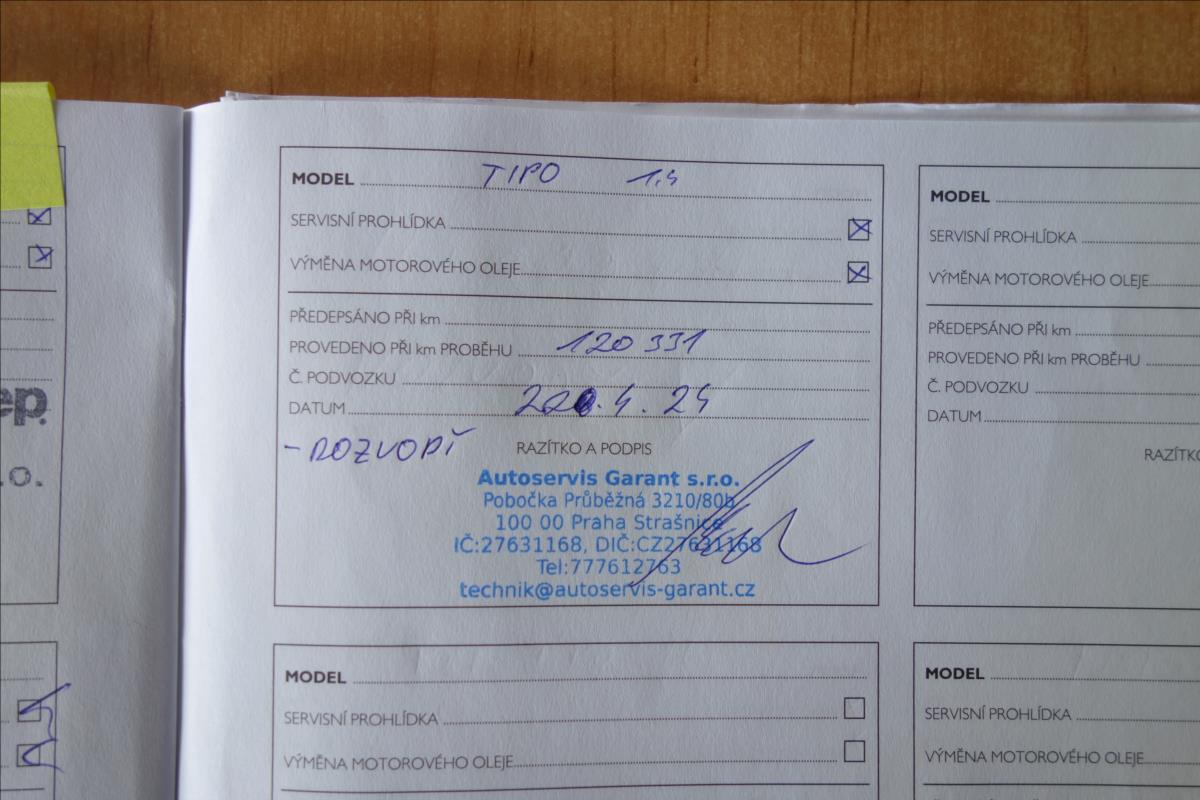 MODEL TIPO 1.4
SERVISNÍ PROHLÍDKA
VÝMĚNA MOTOROVÉHO OLEJE
PŘEDEPSÁNO PŘI km
PROVEDENO PŘI km PROBĚHU 120 331
Č. PODVOZKU
DATUM .4.24
- ROZVODY
RAZÍTKO A PODPIS
Autoservis Garant s.r.o.
Pobočka Průběžná 3210/80b
100 00 Praha Strašnice
IČ:27631168, DIČ:CZ27631168
Tel:777612763
technik@autoservis-garant.cz
MODEL
SERVISNÍ PROHLÍDKA
VÝMĚNA MOTOROVÉHO OLEJE
MODEL
SERVISNÍ PROHLÍDKA
VÝMĚNA MOTOROVÉHO OLEJE
PŘEDEPSÁNO PŘI km
PROVEDENO PŘI km PROBĚHU
Č. PODVOZKU
DATUM
RAZÍTKO
MODEL
SERVISNÍ PROHLÍDKA
VÝMĚNA MOTOROVÉHO OLEJE
ep.
.o.